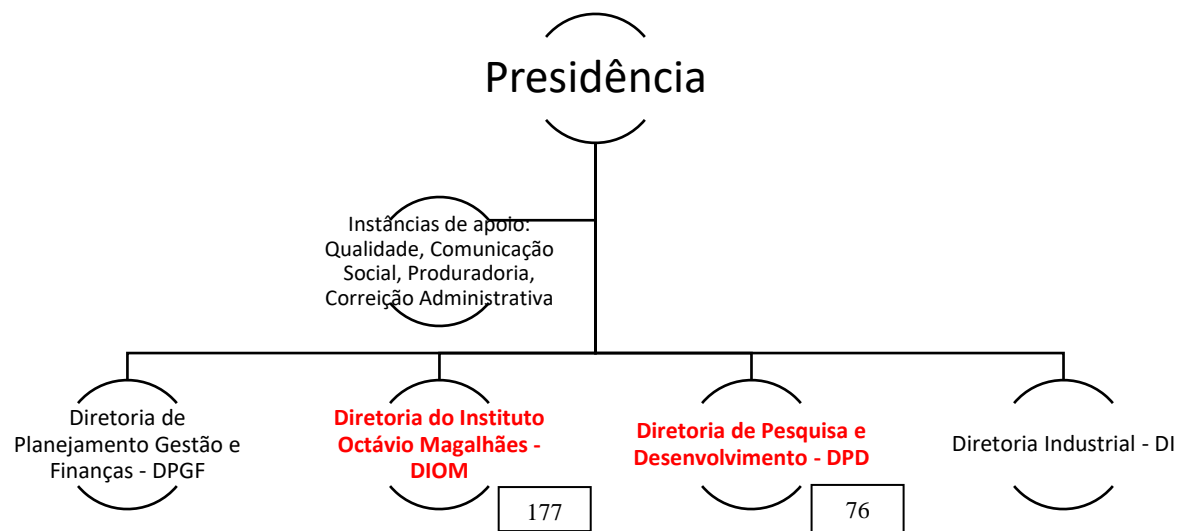 Presidência
Instâncias de apoio:
Qualidade, Comunicação
Social, Produradoria,
Correição Administrativa
Diretoria de
Planejamento Gestão e
Finanças - DPGF
Diretoria do Instituto
Octávio Magalhães -
DIOM
177
Diretoria de Pesquisa e
Desenvolvimento - DPD
76
Diretoria Industrial - DI